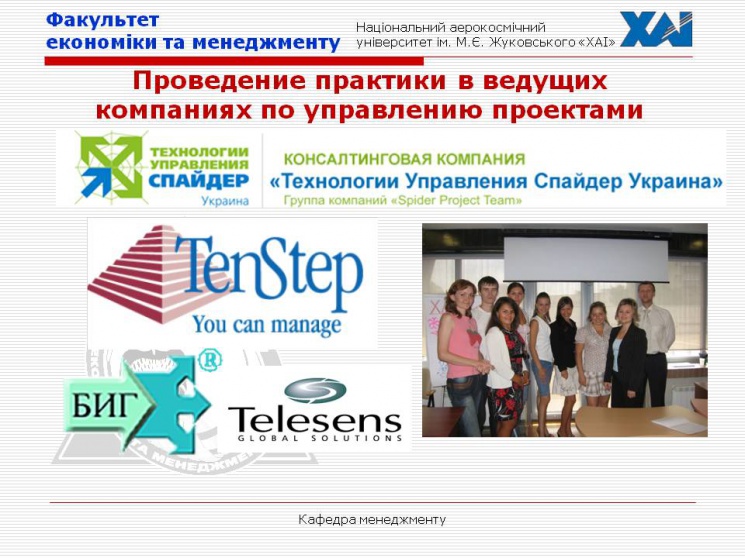 Факультет
економіки та менеджменту
Національний аерокосмічний
університет ім. М.Є. Жуковського «ХАІ»
ХАІ
Проведение практики в ведущих
компаниях по управлению проектами
ТЕХНОЛОГИИ
УПРАВЛЕНИЯ
СПАЙДЕР
Украина
КОНСАЛТИНГОВАЯ КОМПАНИЯ
«Технологии Управления Спайдер Украина»
Группа компаний «Spider Project Team»
TenStep
You can manage
БИГ
®
Telesens
GLOBAL SOLUTIONS
ТА МЕНЕДЖМЕ
Кафедра менеджменту